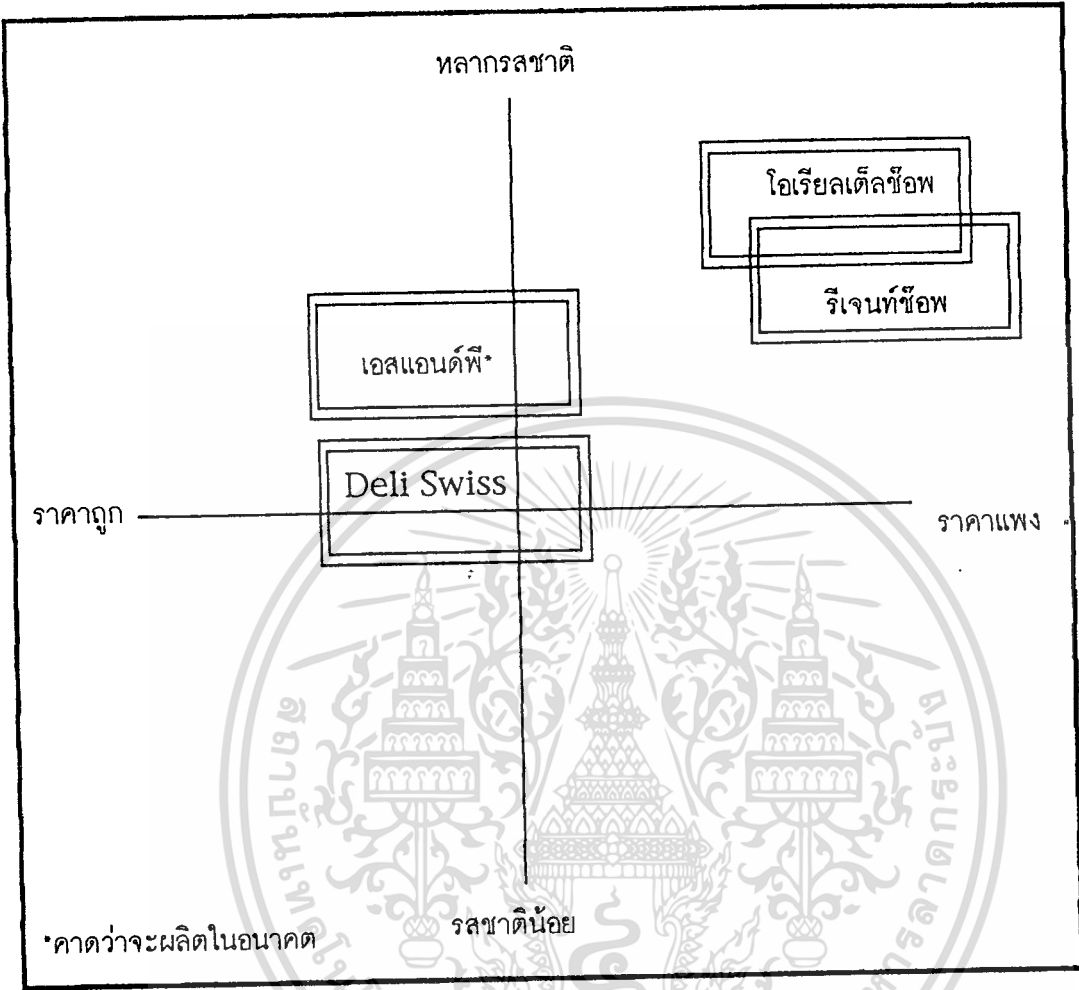 หลากรสชาติ
โอเรียลเต็ลช๊อพ
รีเจนท์ช๊อพ
เอสแอนด์พี*
Deli Swiss
ราคาถูก
ราคาแพง
รสชาติน้อย
*คาดว่าจะผลิตในอนาคต